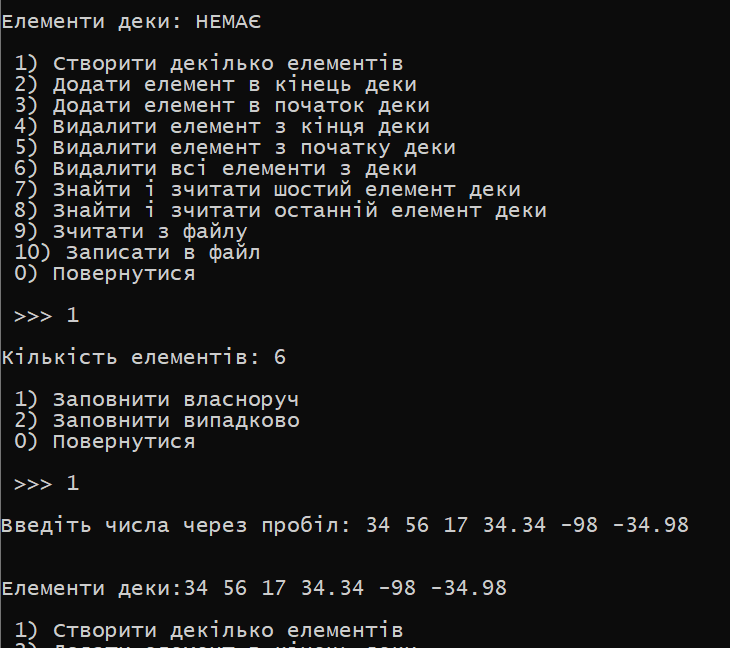 Елементи деки: НЕМАЄ
1) Створити декілька елементів
2) Додати елемент в кінець деки
3) Додати елемент в початок деки
4) Видалити елемент з кінця деки
5) Видалити елемент з початку деки
6) Видалити всі елементи з деки
7) Знайти і зчитати шостий елемент деки
8) Знайти і зчитати останній елемент деки
9) Зчитати з файлу
10) Записати в файл
0) Повернутися
>>> 1
Кількість елементів: 6
1) Заповнити власноруч
2) Заповнити випадково
0) Повернутися
>>> 1
Введіть числа через пробіл: 34 56 17 34.34 -98 -34.98
Елементи деки:34 56 17 34.34 -98 -34.98
1) Створити декілька елементів